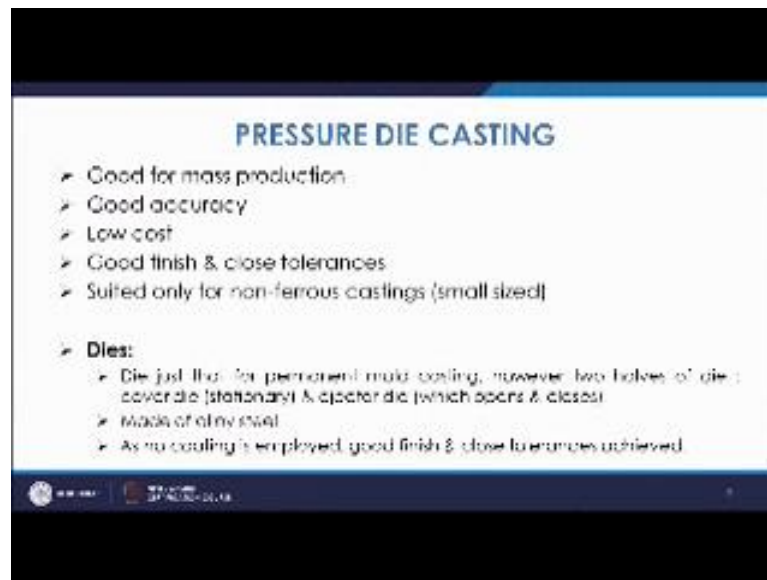 PRESSURE DIE CASTING
➢ Good for mass production
➢ Good accuracy
➢ Low cost
➢ Good finish & close tolerances
➢ Suited only for non-ferrous castings (small sized)
➢ Dies:
➢ Die just that for permanent mold casting, however two halves of die :
cover die (stationary) & ejector die (which opens & closes)
➢ Made of alloy steel
➢ As no coating is employed, good finish & close tolerances achieved